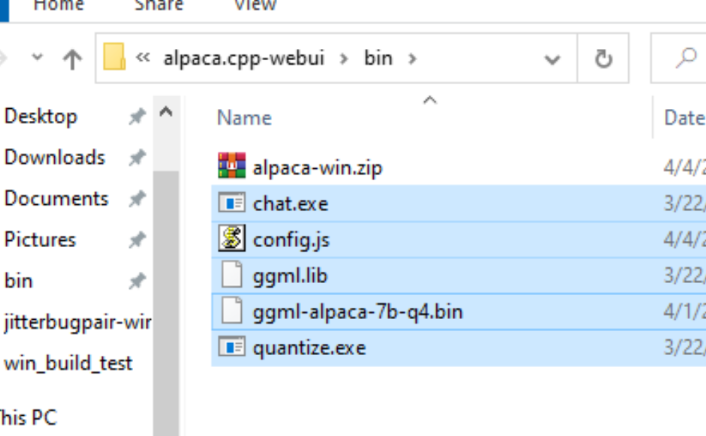 Home Share View
« alpaca.cpp-webui > bin >
Name Date
Desktop
Downloads
Documents
Pictures
bin
jitterbugpair-wir
win_build_test
This PC
alpaca-win.zip 4/4/2
chat.exe 3/22/
config.js 4/4/2
ggml.lib 3/22/
ggml-alpaca-7b-q4.bin 4/1/2
quantize.exe 3/22/